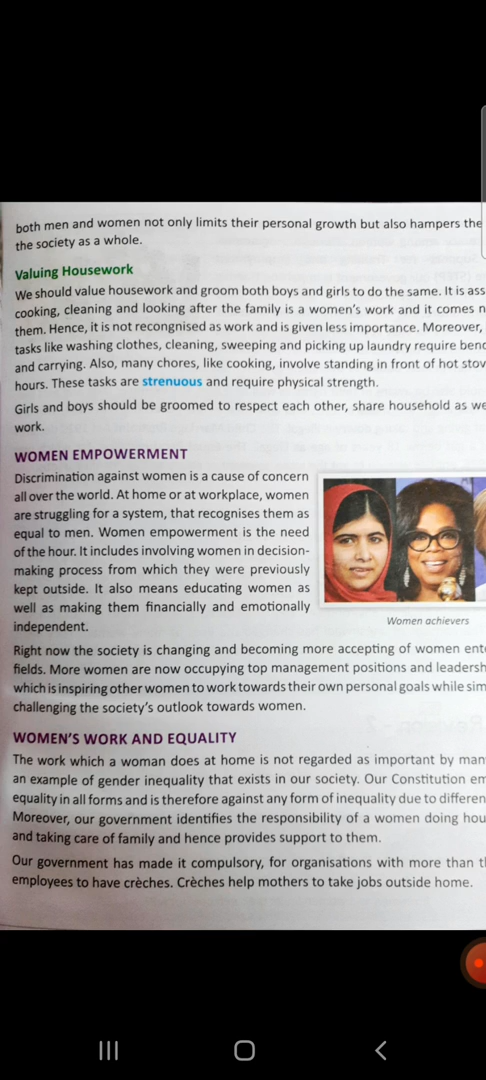 both men and women not only limits their personal growth but also hampers the
the society as a whole.
Valuing Housework
We should value housework and groom both boys and girls to do the same. It is
cooking, cleaning and looking after the family is a women's work and it comes
them. Hence, it is not recongnised as work and is given less importance. Moreover,
tasks like washing clothes, cleaning, sweeping and picking up laundry require
and carrying. Also, many chores, like cooking, involve standing in front of hot
hours. These tasks are strenuous and require physical strength.
Girls and boys should be groomed to respect each other, share household as
work.
WOMEN EMPOWERMENT
Discrimination against women is a cause of concern
all over the world. At home or at workplace, women
are struggling for a system, that recognises them as
equal to men. Women empowerment is the need
of the hour. It includes involving women in decision-
making process from which they were previously
kept outside. It also means educating women as
well as making them financially and emotionally
independent.
Women achievers
Right now the society is changing and becoming more accepting of women
fields. More women are now occupying top management positions and
which is inspiring other women to work towards their own personal goals while
challenging the society's outlook towards women.
WOMEN'S WORK AND EQUALITY
The work which a woman does at home is not regarded as important by
an example of gender inequality that exists in our society. Our Constitution
equality in all forms and is therefore against any form of inequality due to
Moreover, our government identifies the responsibility of a women doing
and taking care of family and hence provides support to them.
Our government has made it compulsory, for organisations with more than
employees to have crèches. Crèches help mothers to take jobs outside home.